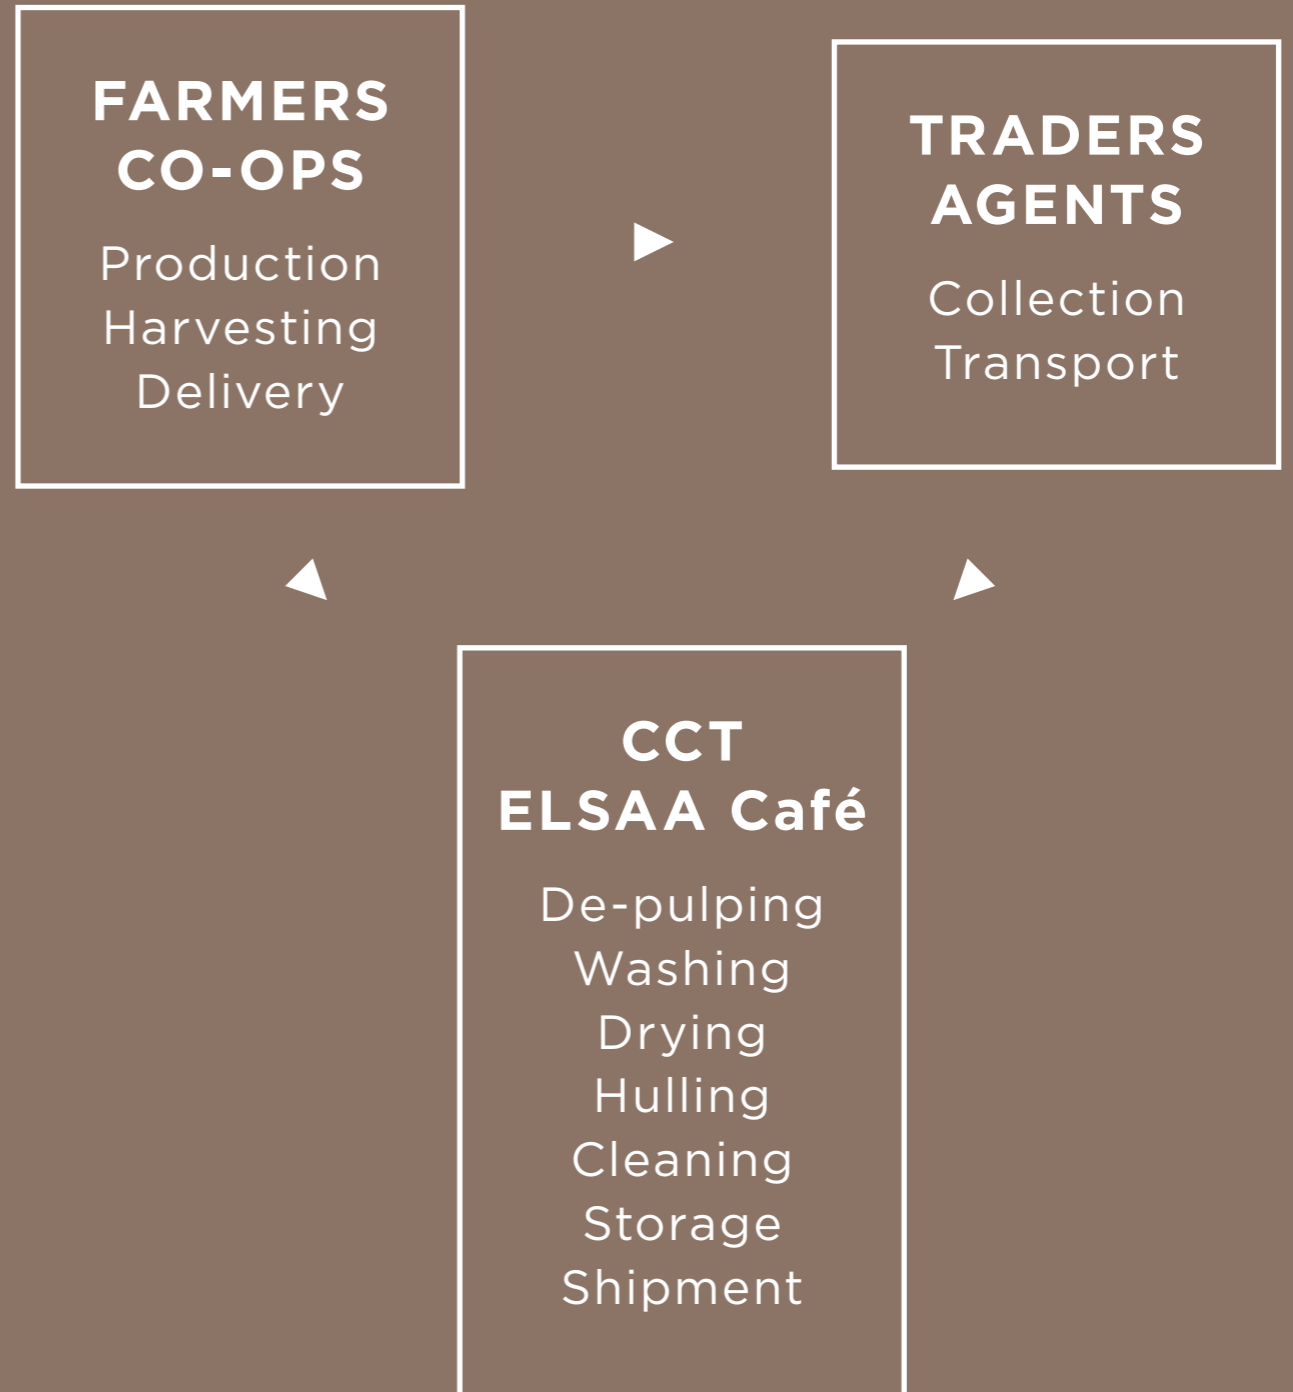 FARMERS
CO-OPS
Production
Harvesting
Delivery
TRADERS
AGENTS
Collection
Transport
CCT
ELSAA Café
De-pulping
Washing
Drying
Hulling
Cleaning
Storage
Shipment